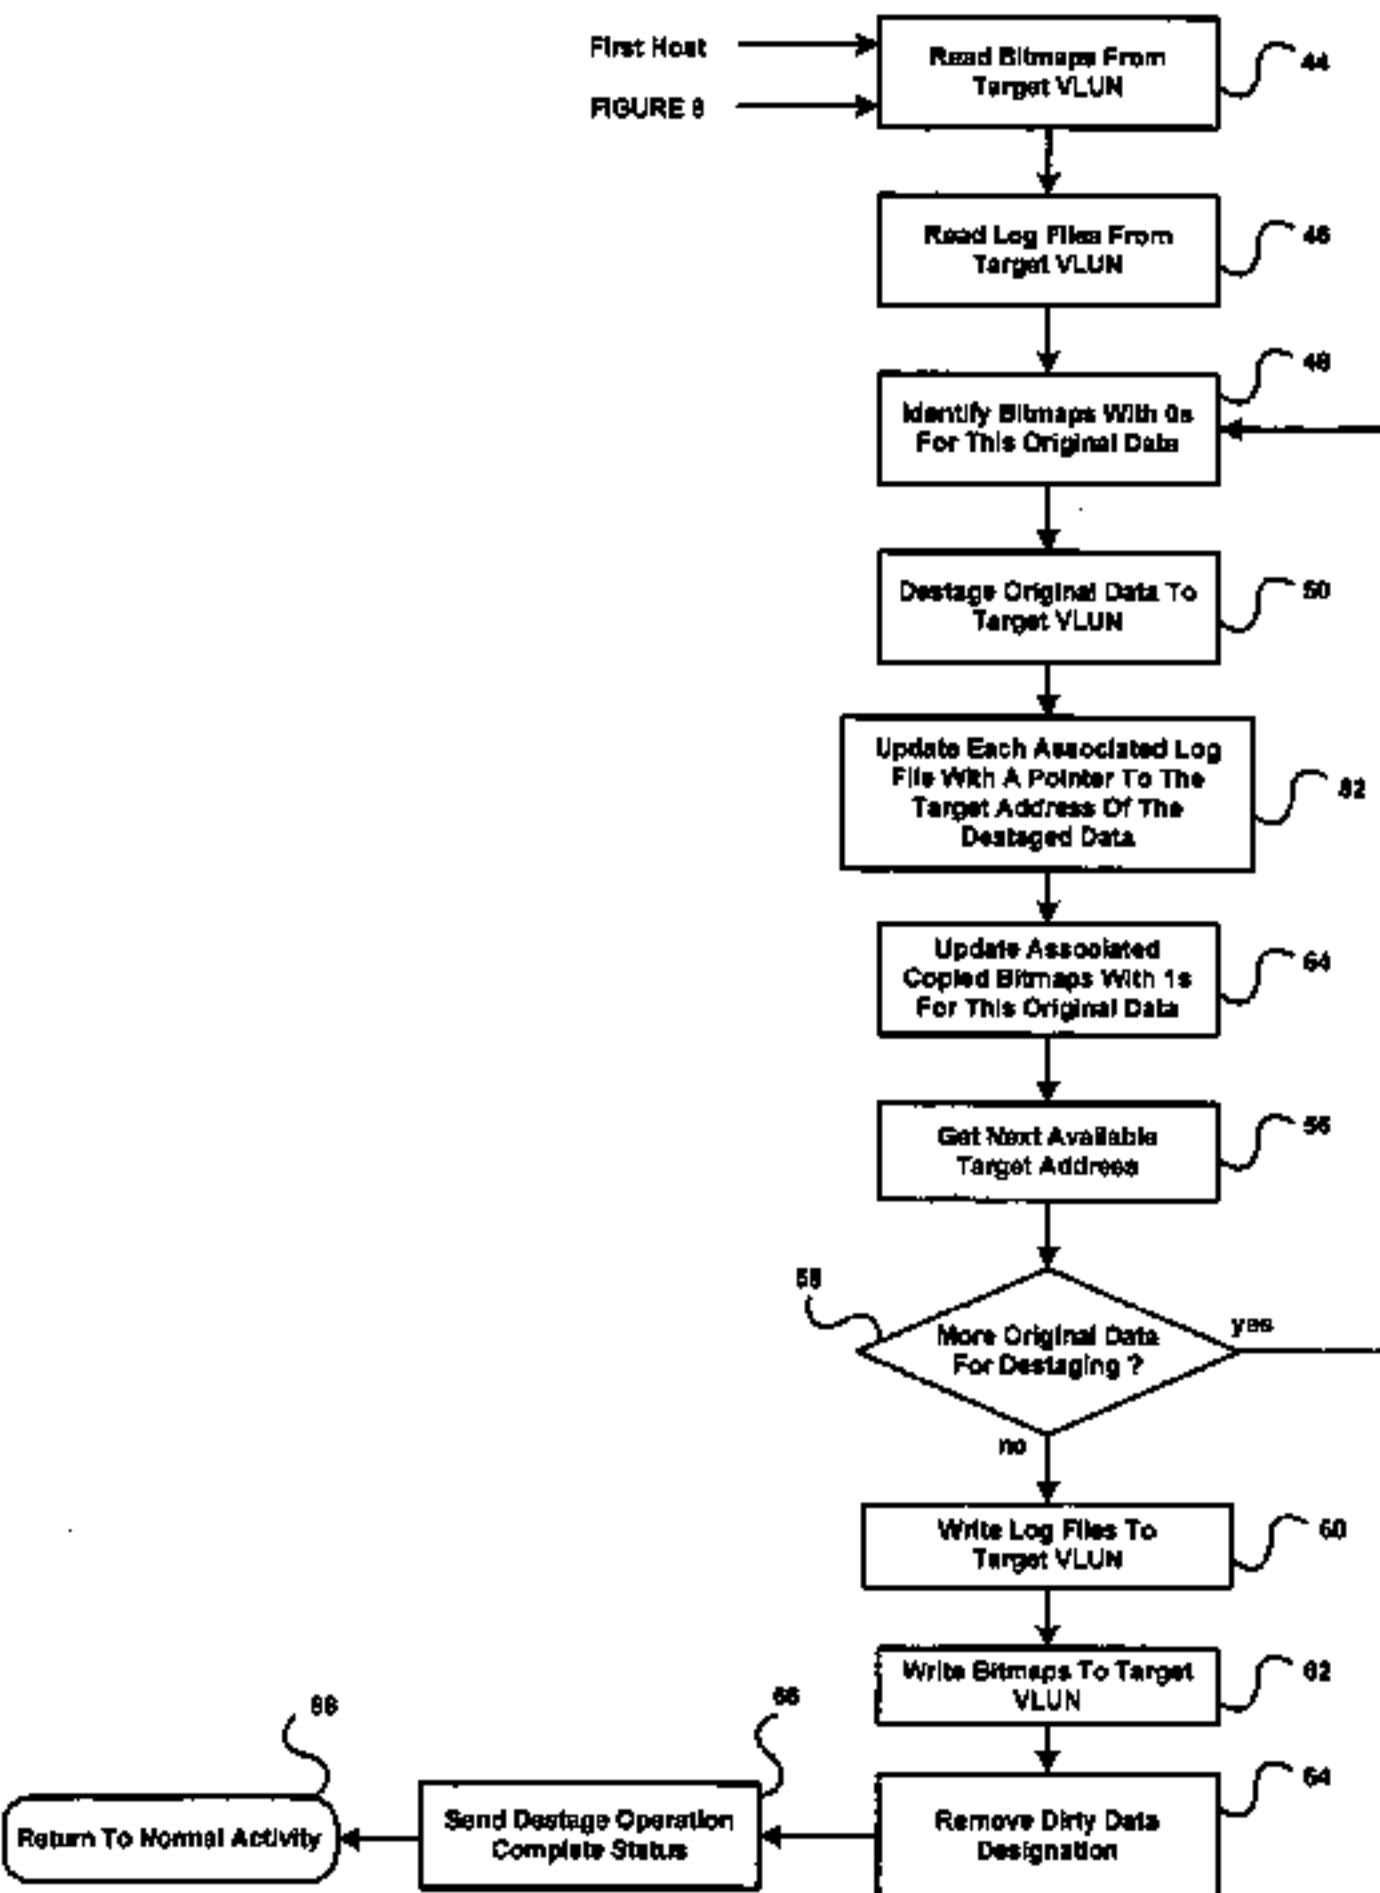 First Host
FIGURE 8
Read Bitmaps From
Target VLUN
44
Read Log Files From
Target VLUN
46
48
Identify Bitmaps With 0s
For This Original Data
Destage Original Data To
Target VLUN
50
Update Each Associated Log
File With A Pointer To The
Target Address Of The
Destaged Data
52
Update Associated
Copied Bitmaps With 1s
For This Original Data
54
Get Next Available
Target Address
56
58
More Original Data
For Destaging ?
yes
no
Write Log Files To
Target VLUN
60
Write Bitmaps To Target
VLUN
62
Remove Dirty Data
Designation
64
66
Send Destage Operation
Complete Status
68
Return To Normal Activity